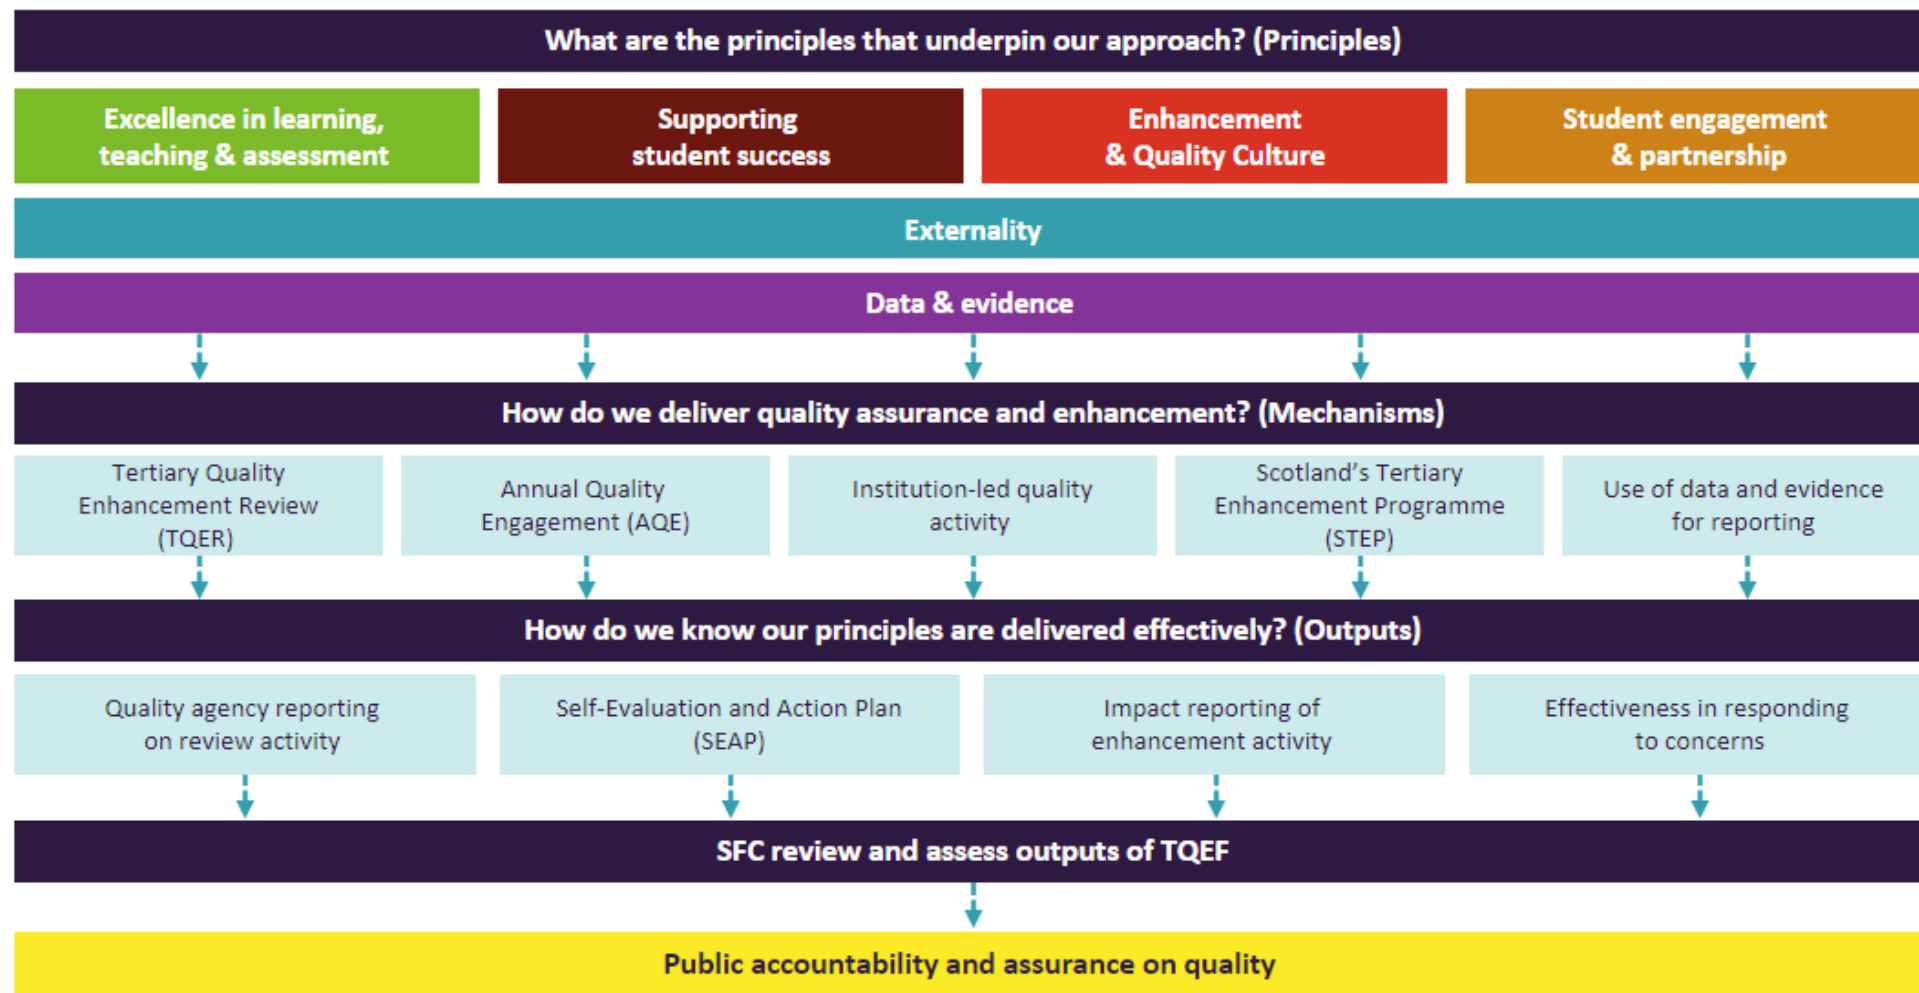 What are the principles that underpin our approach? (Principles)
Excellence in learning,
teaching & assessment
Supporting
student success
Enhancement
& Quality Culture
Student engagement
& partnership
Externality
Data & evidence
How do we deliver quality assurance and enhancement? (Mechanisms)
Tertiary Quality
Enhancement Review
(TQER)
Annual Quality
Engagement (AQE)
Institution-led quality
activity
Scotland’s Tertiary
Enhancement Programme
(STEP)
Use of data and evidence
for reporting
How do we know our principles are delivered effectively? (Outputs)
Quality agency reporting
on review activity
Self-Evaluation and Action Plan
(SEAP)
Impact reporting of
enhancement activity
Effectiveness in responding
to concerns
SFC review and assess outputs of TQEF
Public accountability and assurance on quality